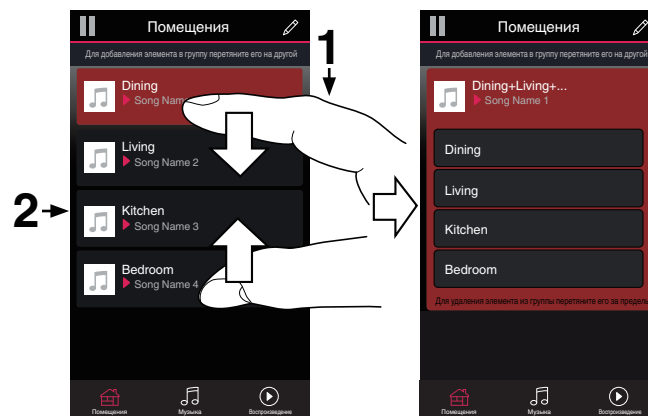 Помещения
Для добавления элемента в группу перетяните его на другой
1
Dining
Song Nam
Living
Song Name 2
2
Kitchen
Song Name 3
Bedroom
Song Name 4
Помещения
Музыка
Воспроизведение
Помещения
Для добавления элемента в группу перетяните его на другой
Dining+Living+...
Song Name 1
Dining
Living
Kitchen
Bedroom
Для удаления элемента из группы перетяните его за пределы
Помещения
Музыка
Воспроизведение